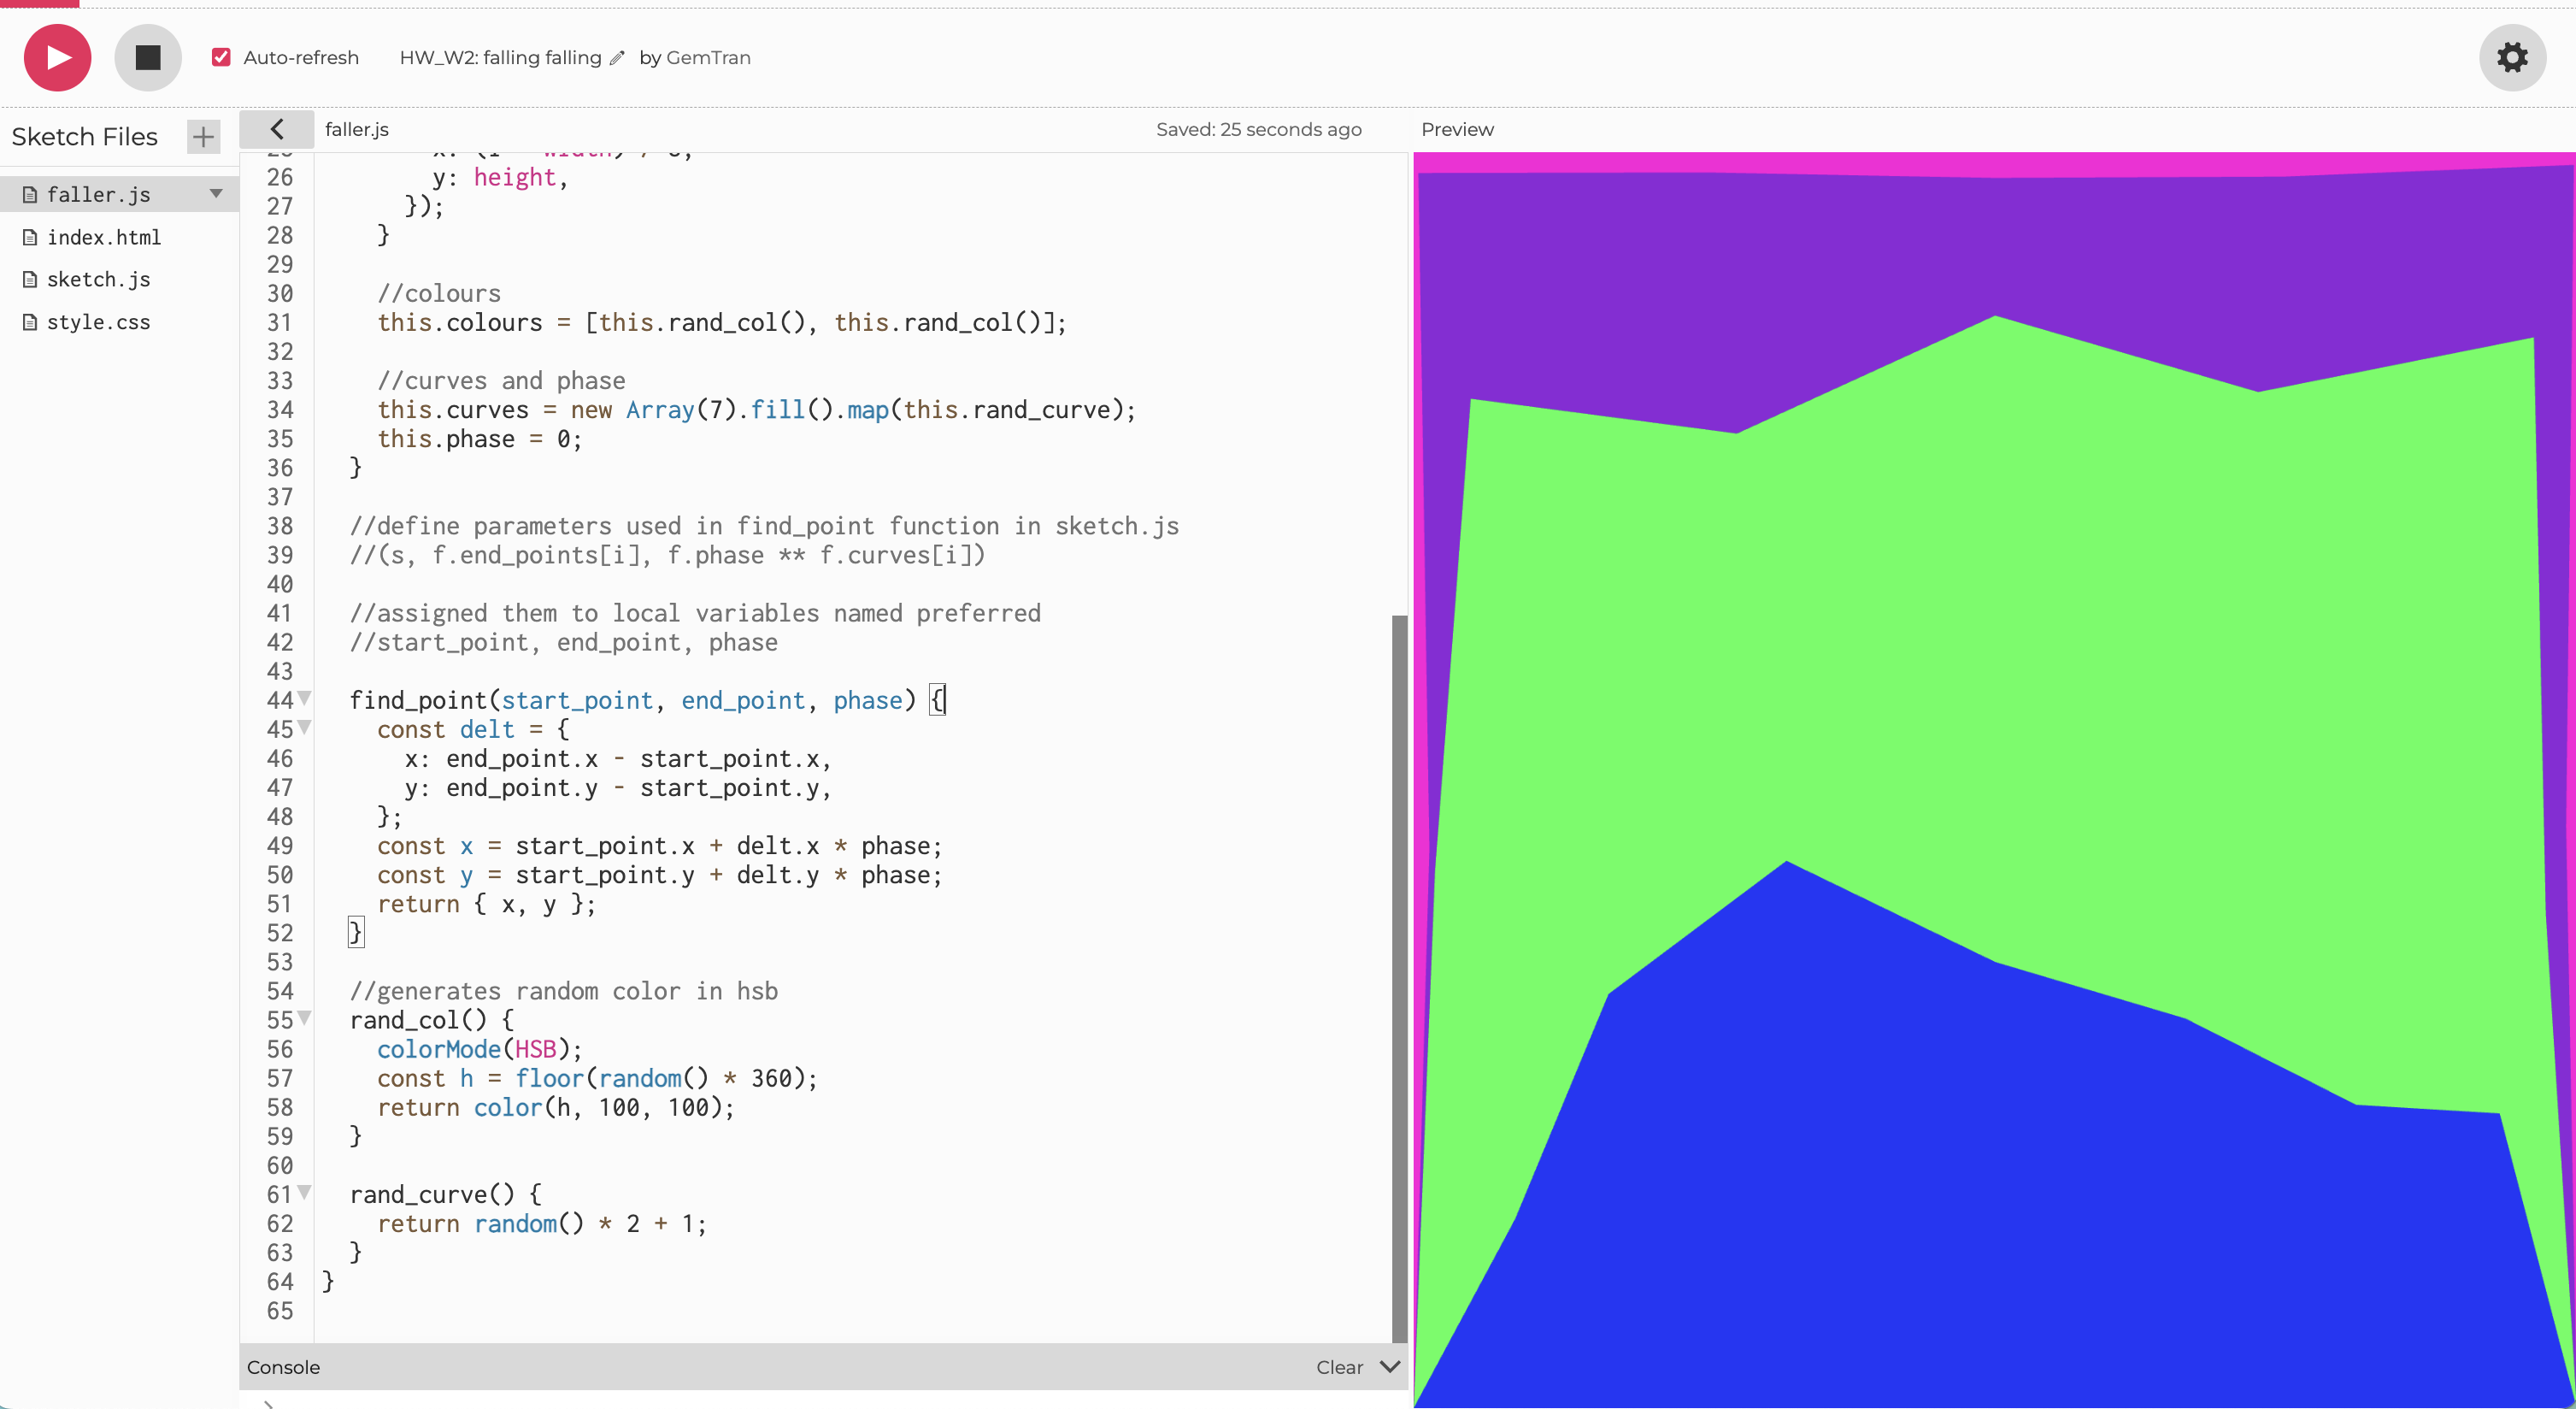 Auto-refresh
HW_W2: falling falling
by GemTran
Sketch Files
faller.js
index.html
sketch.js
style.css
faller.js
Saved: 25 seconds ago
Preview
26 y: height,
27 });
28 }
29
30 //colours
31 this.colours = [this.rand_col(), this.rand_col()];
32
33 //curves and phase
34 this.curves = new Array(7).fill().map(this.rand_curve);
35 this.phase = 0;
36 }
37
38 //define parameters used in find_point function in sketch.js
39 //(s, f.end_points[i], f.phase ** f.curves[i])
40
41 //assigned them to local variables named preferred
42 //start_point, end_point, phase
43
44 find_point(start_point, end_point, phase) {
45 const delt = {
46 x: end_point.x - start_point.x,
47 y: end_point.y - start_point.y,
48 };
49 const x = start_point.x + delt.x * phase;
50 const y = start_point.y + delt.y * phase;
51 return { x, y };
52 }
53
54 //generates random color in hsb
55 rand_col() {
56 colorMode(HSB);
57 const h = floor(random() * 360);
58 return color(h, 100, 100);
59 }
60
61 rand_curve() {
62 return random() * 2 + 1;
63 }
64 }
65
Console
Clear